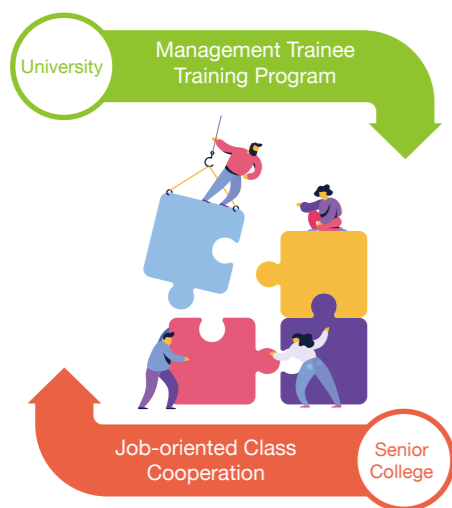 University
Management Trainee
Training Program
Job-oriented Class
Cooperation
Senior
College